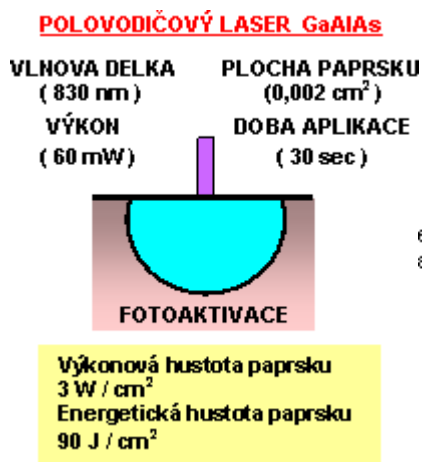 POLOVODIČOVÝ LASER GaAlAs
VLNOVA DELKA
( 830 nm )
PLOCHA PAPRSKU
(0,002 cm²)
VÝKON
( 60 mW )
DOBA APLIKACE
( 30 sec )
FOTOAKTIVACE
Výkonová hustota paprsku
3 W / cm²
Energetická hustota paprsku
90 J / cm²